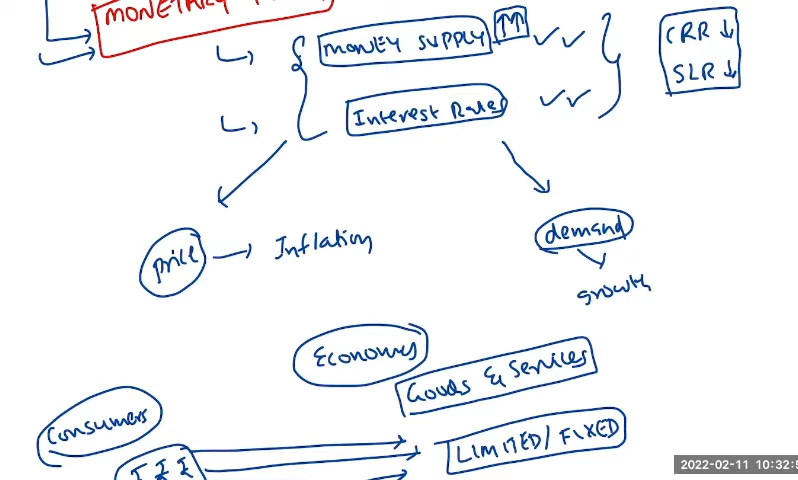 MONETARY
MONEY SUPPLY ↑↑ ✓✓
CRR ↓
SLR ↓
Interest Rates ✓✓
price → Inflation
demand
growth
Economy
Goods & Services
Consumers
LIMITED/FIXED
2022-02-11 10:32:5